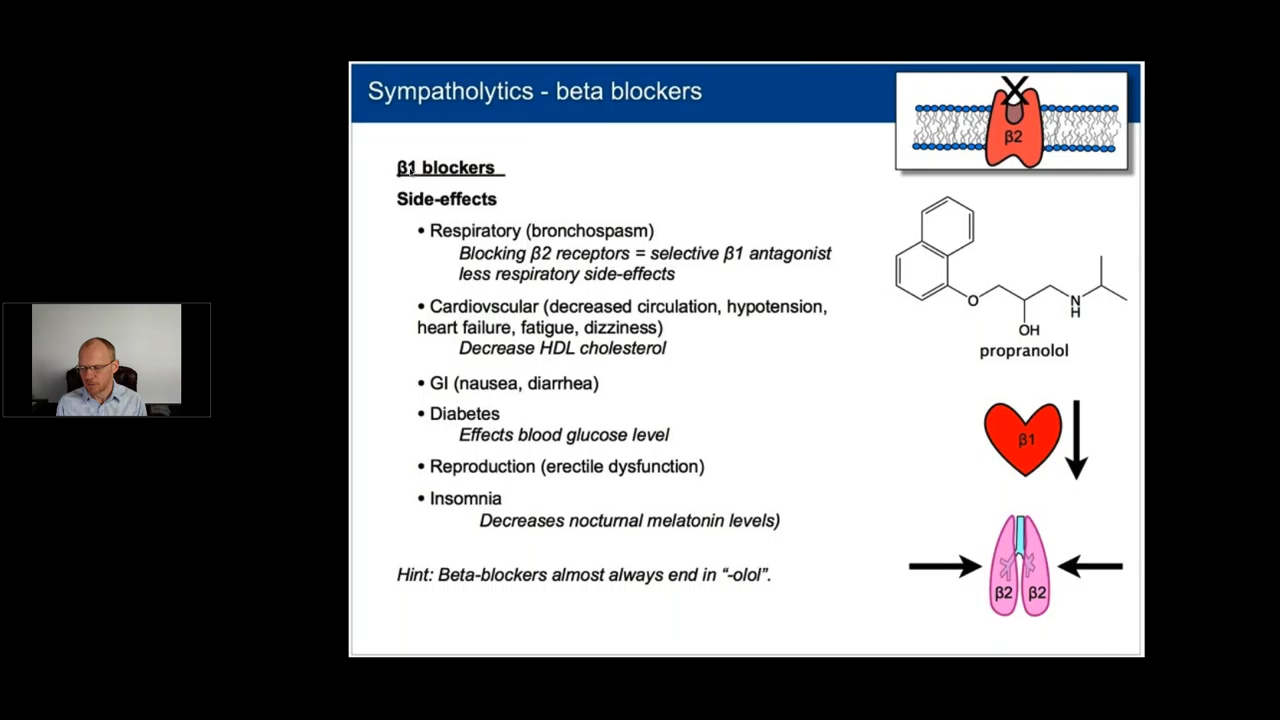 Sympatholytics - beta blockers
β2
β1 blockers
Side-effects
• Respiratory (bronchospasm)
Blocking β2 receptors = selective β1 antagonist
less respiratory side-effects
• Cardiovscular (decreased circulation, hypotension,
heart failure, fatigue, dizziness)
Decrease HDL cholesterol
• GI (nausea, diarrhea)
• Diabetes
Effects blood glucose level
• Reproduction (erectile dysfunction)
• Insomnia
Decreases nocturnal melatonin levels)
Hint: Beta-blockers almost always end in “-olol”.
O
N
H
OH
propranolol
β1
β2 β2